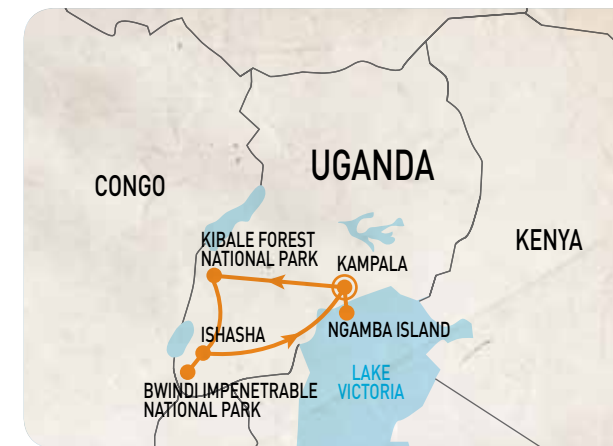 UGANDA
CONGO
KENYA
KIBALE FOREST
NATIONAL PARK
KAMPALA
ISHASHA
NGAMBA ISLAND
LAKE
VICTORIA
BWINDI IMPENETRABLE
NATIONAL PARK